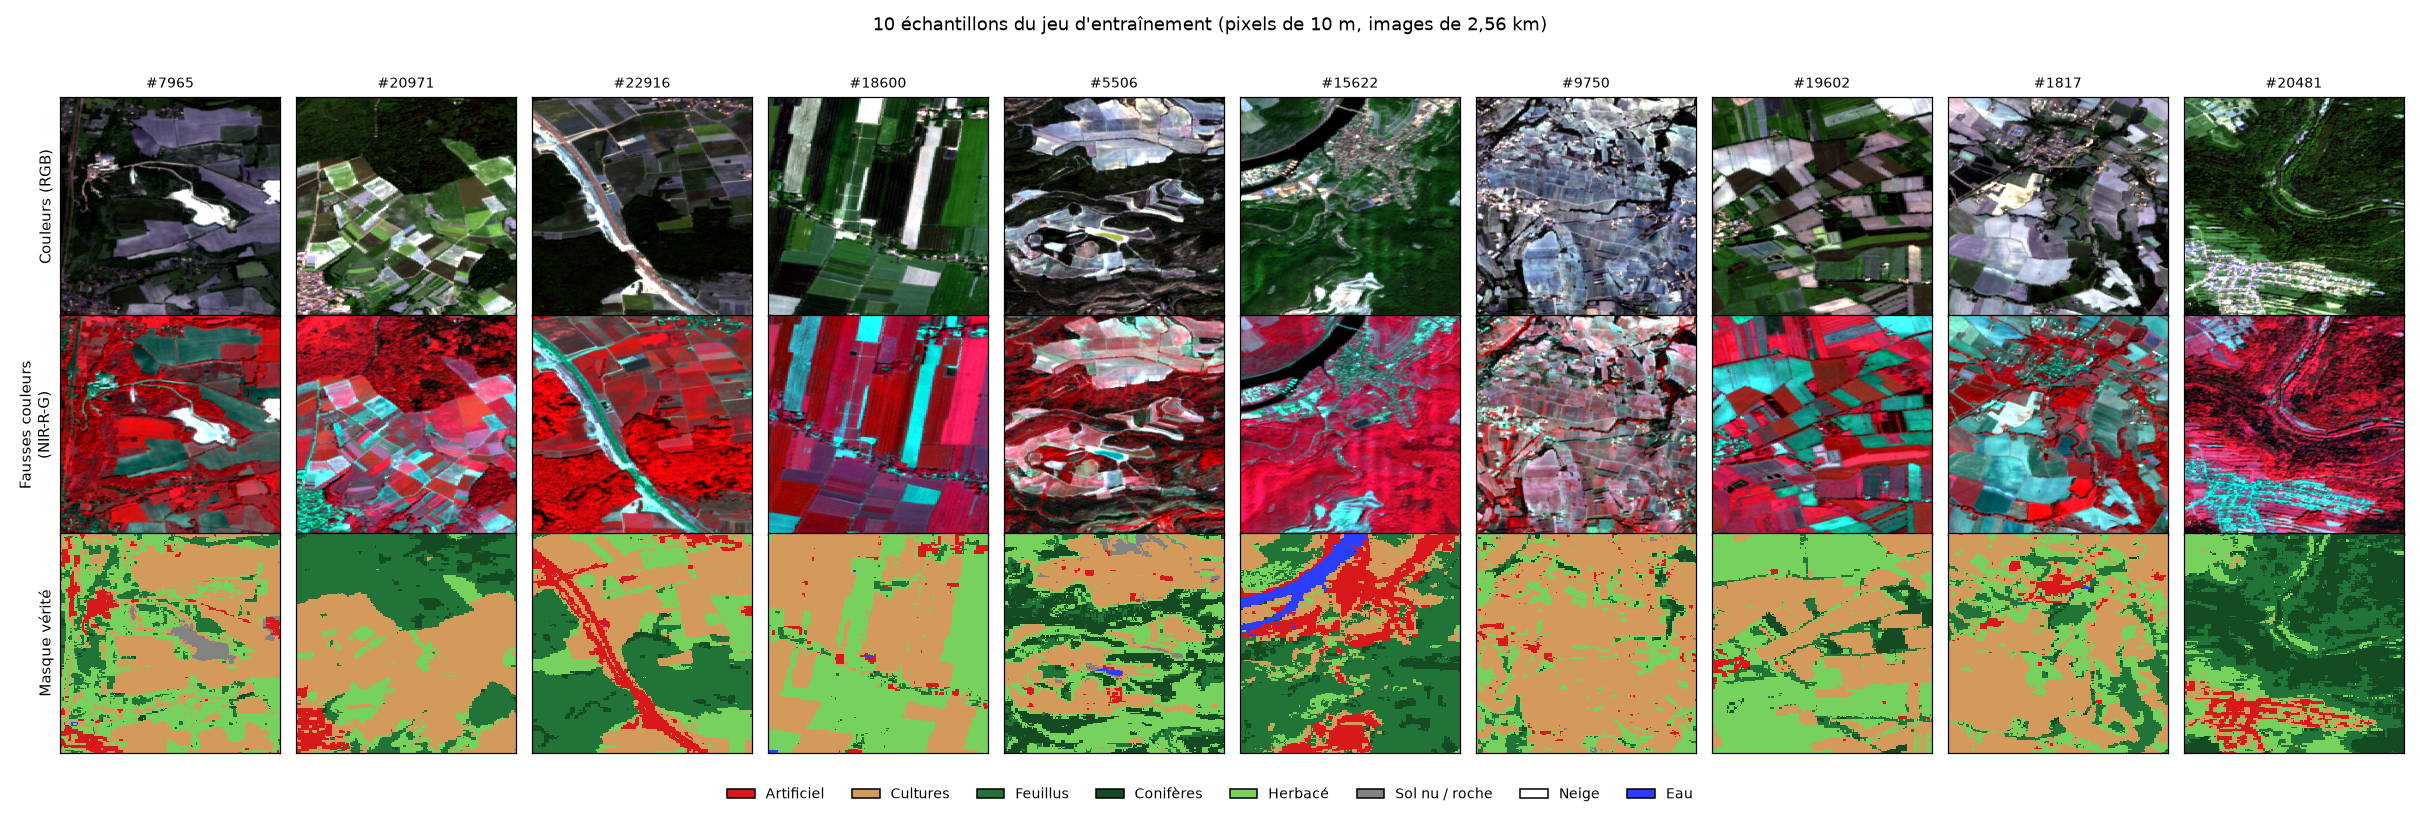 10 échantillons du jeu d'entraînement (pixels de 10 m, images de 2,56 km)
#7965 #20971 #22916 #18600 #5506 #15622 #9750 #19602 #1817 #20481
Couleurs (RGB)
Fausses couleurs
(NIR-R-G)
Masque vérité
Artificiel Cultures Feuillus Conifères Herbacé Sol nu / roche Neige Eau